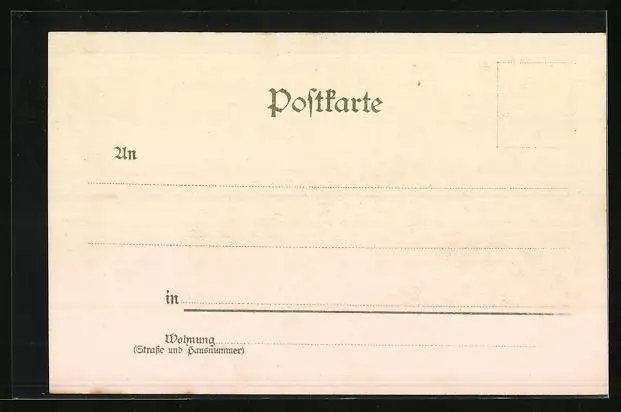 Postkarte
An
in
Wohnung
(Straße und Hausnummer)